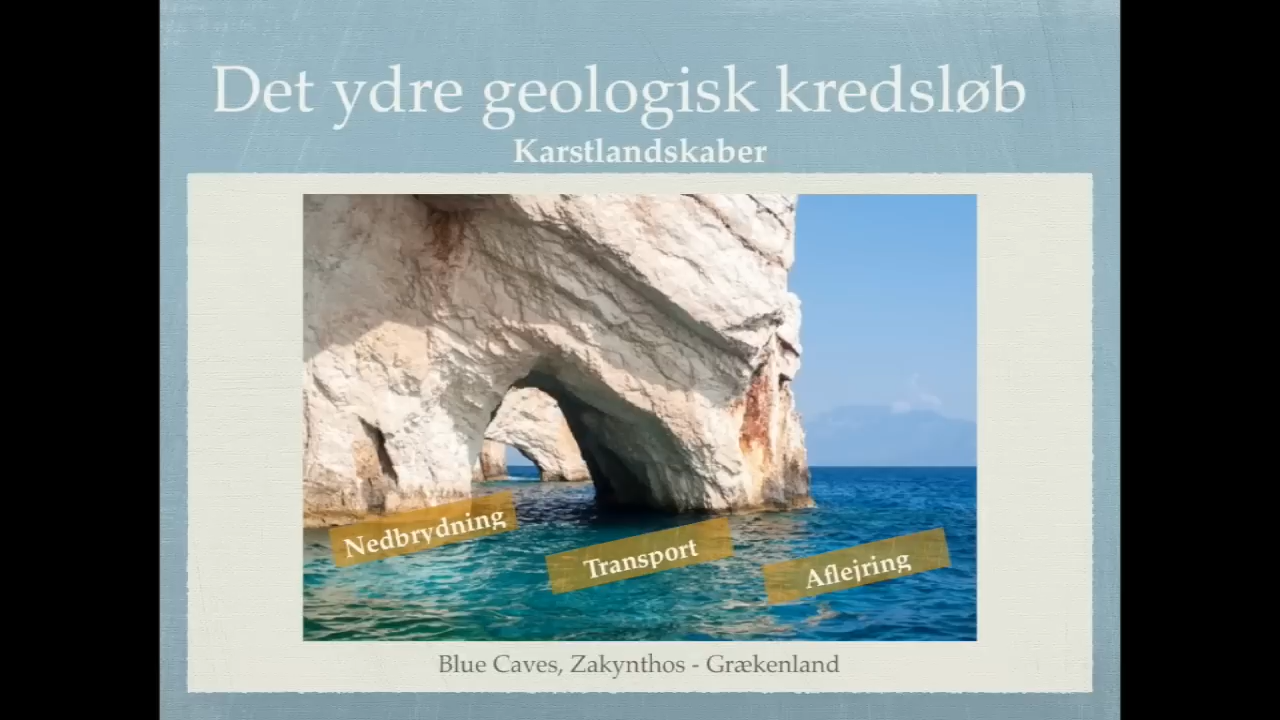 Det ydre geologisk kredsløb
Karstlandskaber
Nedbrydning
Transport
Aflejring
Blue Caves, Zakynthos - Grækenland